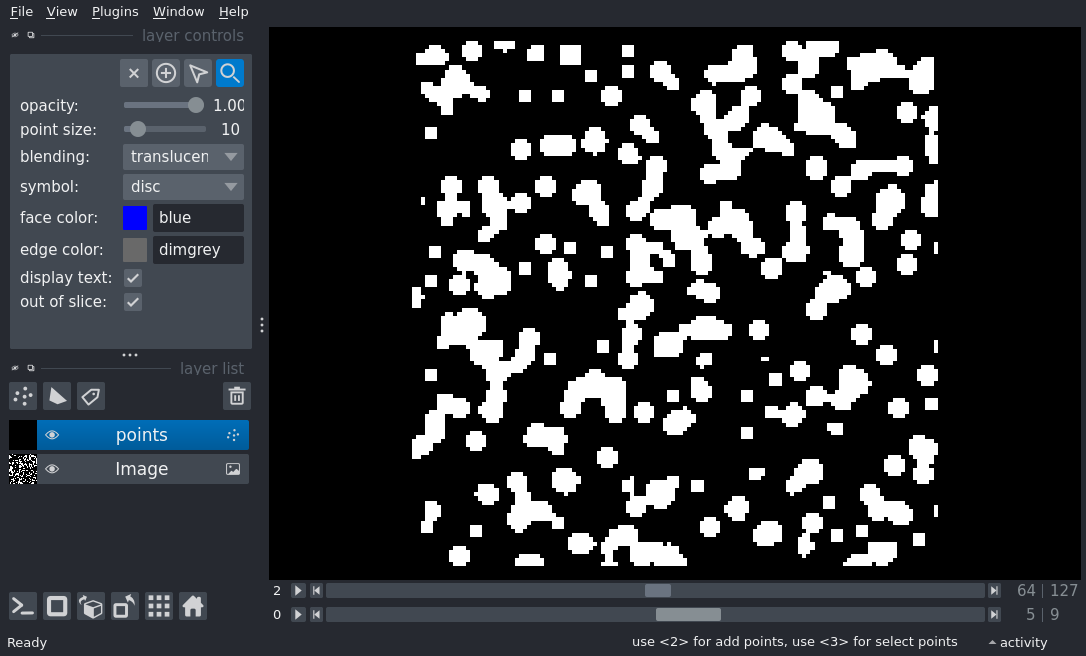 File View Plugins Window Help
layer controls
opacity: 1.00
point size: 10
blending: translucen
symbol: disc
face color: blue
edge color: dimgrey
display text:
out of slice:
layer list
points
Image
2 64 | 127
0 5 | 9
Ready use <2> for add points, use <3> for select points activity